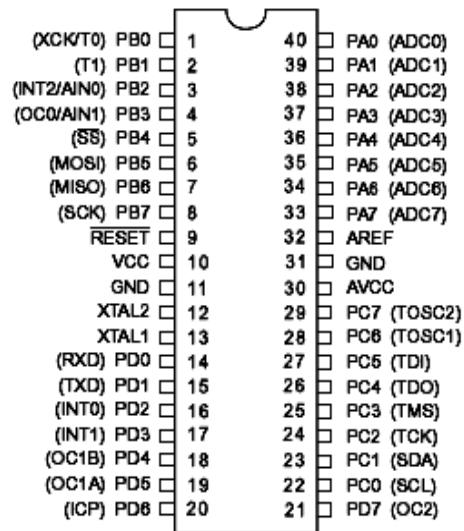 (XCK/T0) PB0 1 40 PA0 (ADC0)
(T1) PB1 2 39 PA1 (ADC1)
(INT2/AIN0) PB2 3 38 PA2 (ADC2)
(OC0/AIN1) PB3 4 37 PA3 (ADC3)
(SS) PB4 5 36 PA4 (ADC4)
(MOSI) PB5 6 35 PA5 (ADC5)
(MISO) PB6 7 34 PA6 (ADC6)
(SCK) PB7 8 33 PA7 (ADC7)
RESET 9 32 AREF
VCC 10 31 GND
GND 11 30 AVCC
XTAL2 12 29 PC7 (TOSC2)
XTAL1 13 28 PC6 (TOSC1)
(RXD) PD0 14 27 PC5 (TDI)
(TXD) PD1 15 26 PC4 (TDO)
(INT0) PD2 16 25 PC3 (TMS)
(INT1) PD3 17 24 PC2 (TCK)
(OC1B) PD4 18 23 PC1 (SDA)
(OC1A) PD5 19 22 PC0 (SCL)
(ICP) PD6 20 21 PD7 (OC2)